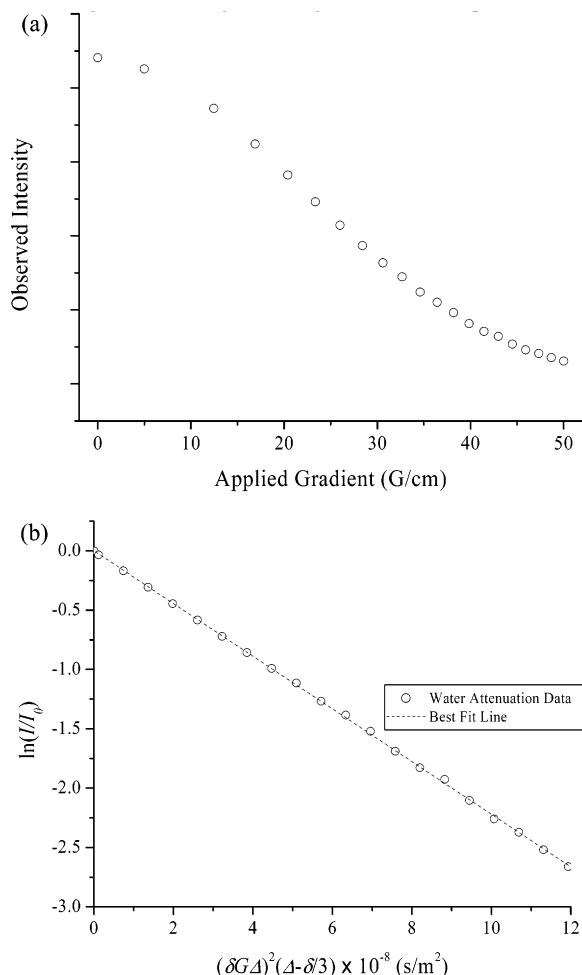 (a)
Observed Intensity
0 10 20 30 40 50
Applied Gradient (G/cm)
(b)
0.0
-0.5
-1.0
-1.5
-2.0
-2.5
-3.0
ln(I/I₀)
Water Attenuation Data
Best Fit Line
0 2 4 6 8 10 12
(δGΔ)²(Δ-δ/3) x 10⁻⁸ (s/m²)